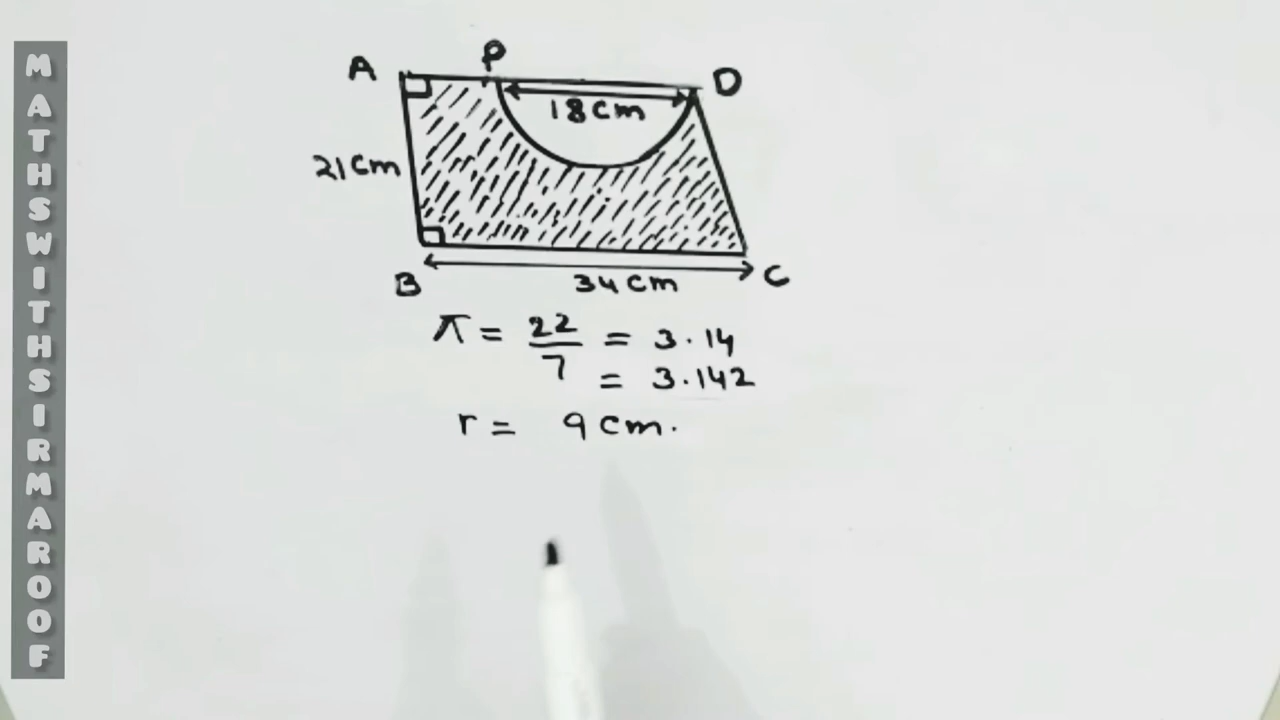 MATHSWITHSIRMAROOF
A P D
18cm
21cm
B 34cm C
π = 22/7 = 3.14
= 3.142
r = 9cm.